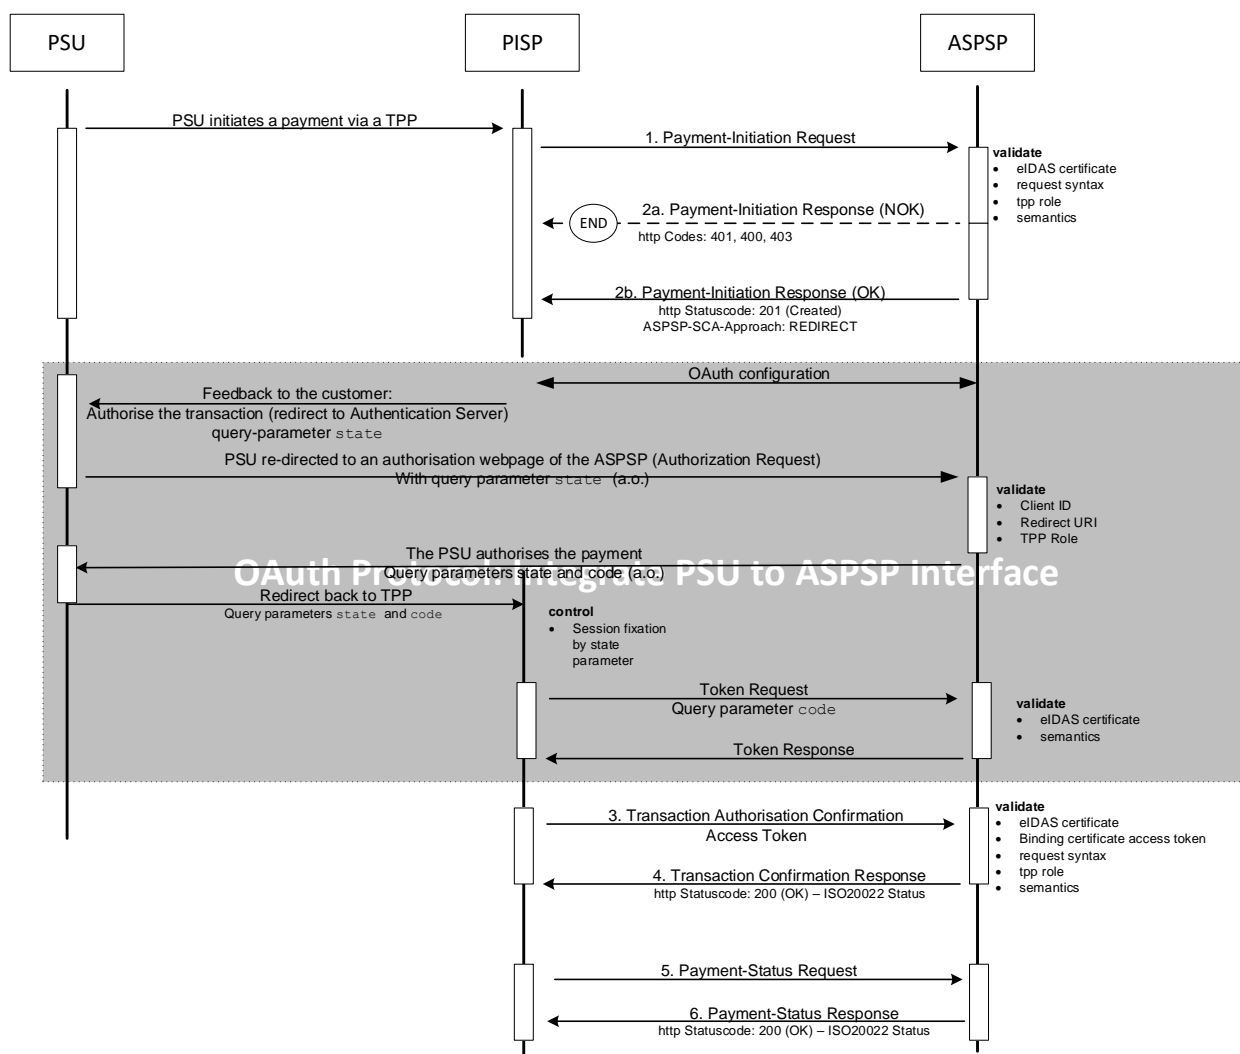 PSU
PISP
ASPSP
PSU initiates a payment via a TPP
1. Payment-Initiation Request
validate
• eIDAS certificate
• request syntax
• tpp role
• semantics
2a. Payment-Initiation Response (NOK)
END
http Codes: 401, 400, 403
2b. Payment-Initiation Response (OK)
http Statuscode: 201 (Created)
ASPSP-SCA-Approach: REDIRECT
OAuth configuration
Feedback to the customer:
Authorise the transaction (redirect to Authentication Server)
query-parameter state
PSU re-directed to an authorisation webpage of the ASPSP (Authorization Request)
With query parameter state (a.o.)
validate
• Client ID
• Redirect URI
• TPP Role
The PSU authorises the payment
OAuth Protocol: Integrate PSU to ASPSP Interface
Query parameters state and code (a.o.)
Redirect back to TPP
Query parameters state and code
control
• Session fixation
by state
parameter
Token Request
Query parameter code
validate
• eIDAS certificate
• semantics
Token Response
3. Transaction Authorisation Confirmation
Access Token
validate
• eIDAS certificate
• Binding certificate access token
• request syntax
• tpp role
• semantics
4. Transaction Confirmation Response
http Statuscode: 200 (OK) – ISO20022 Status
5. Payment-Status Request
6. Payment-Status Response
http Statuscode: 200 (OK) – ISO20022 Status